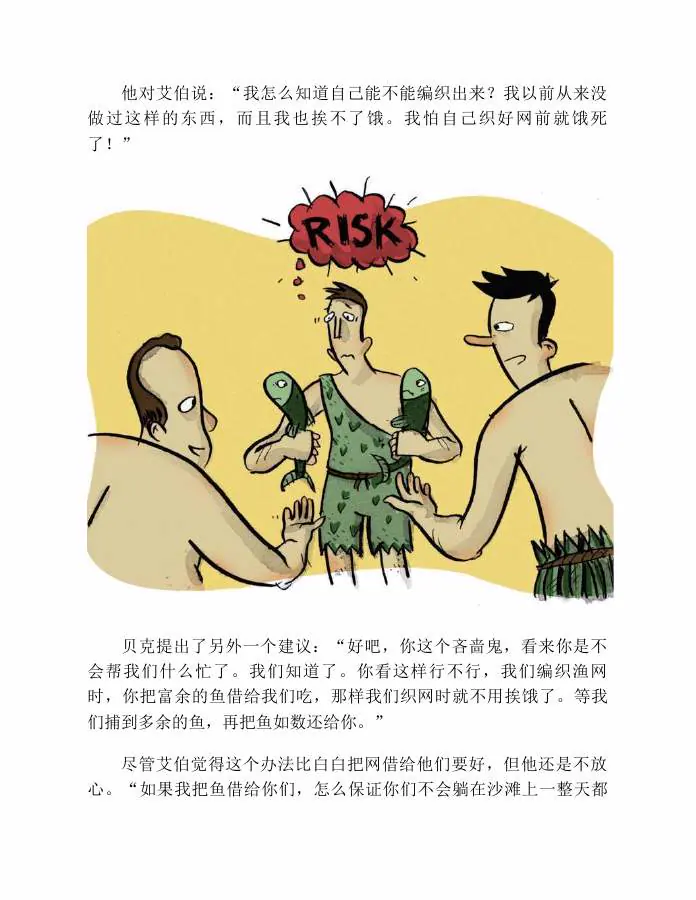 他对艾伯说：“我怎么知道自己能不能编织出来？我以前从来没
做过这样的东西，而且我也挨不了饿。我怕自己织好网前就饿死
了！”
RISK
贝克提出了另外一个建议：“好吧，你这个吝啬鬼，看来你是不
会帮我们什么忙了。我们知道了。你看这样行不行，我们编织渔网
时，你把富余的鱼借给我们吃，那样我们织网时就不用挨饿了。等我
们捕到多余的鱼，再把鱼如数还给你。”
尽管艾伯觉得这个办法比白白把网借给他们要好，但他还是不放
心。“如果我把鱼借给你们，怎么保证你们不会躺在沙滩上一整天都